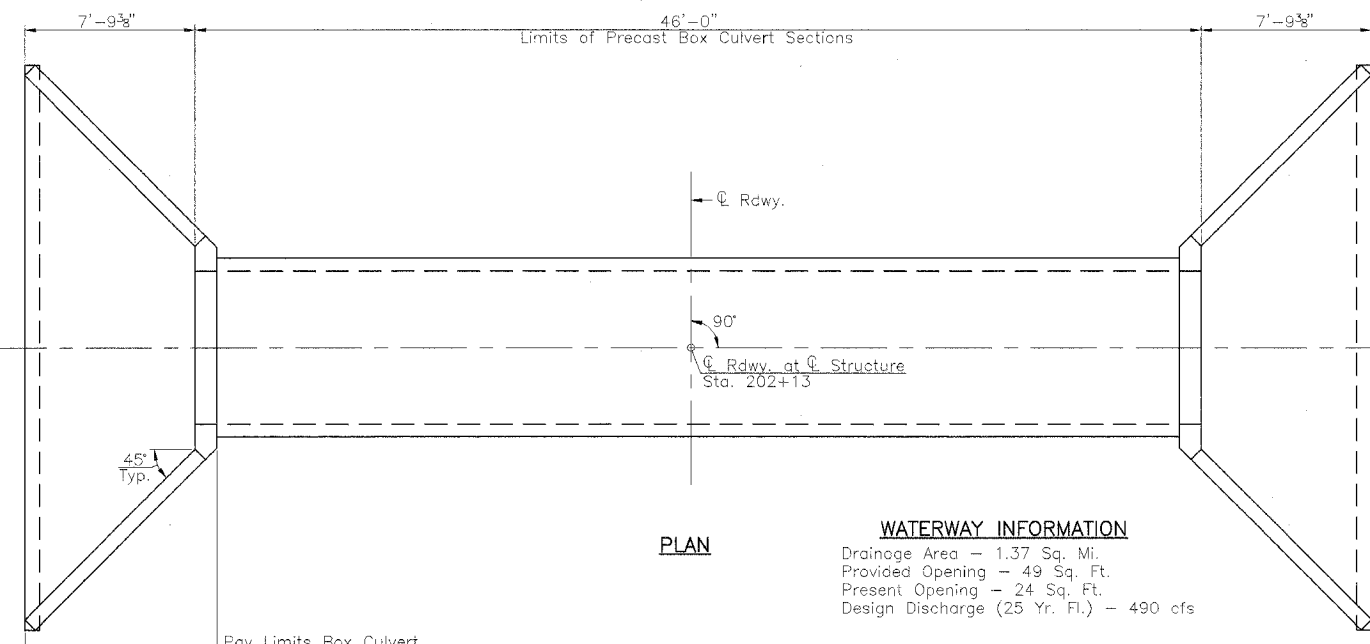 7'-9⅜"
46'-0"
7'-9⅜"
Limits of Precast Box Culvert Sections
℄ Rdwy.
90°
℄ Rdwy. at ℄ Structure
Sta. 202+13
45°
Typ.
PLAN
WATERWAY INFORMATION
Drainage Area – 1.37 Sq. Mi.
Provided Opening – 49 Sq. Ft.
Present Opening – 24 Sq. Ft.
Design Discharge (25 Yr. Fl.) – 490 cfs
Pay Limits Box Culvert